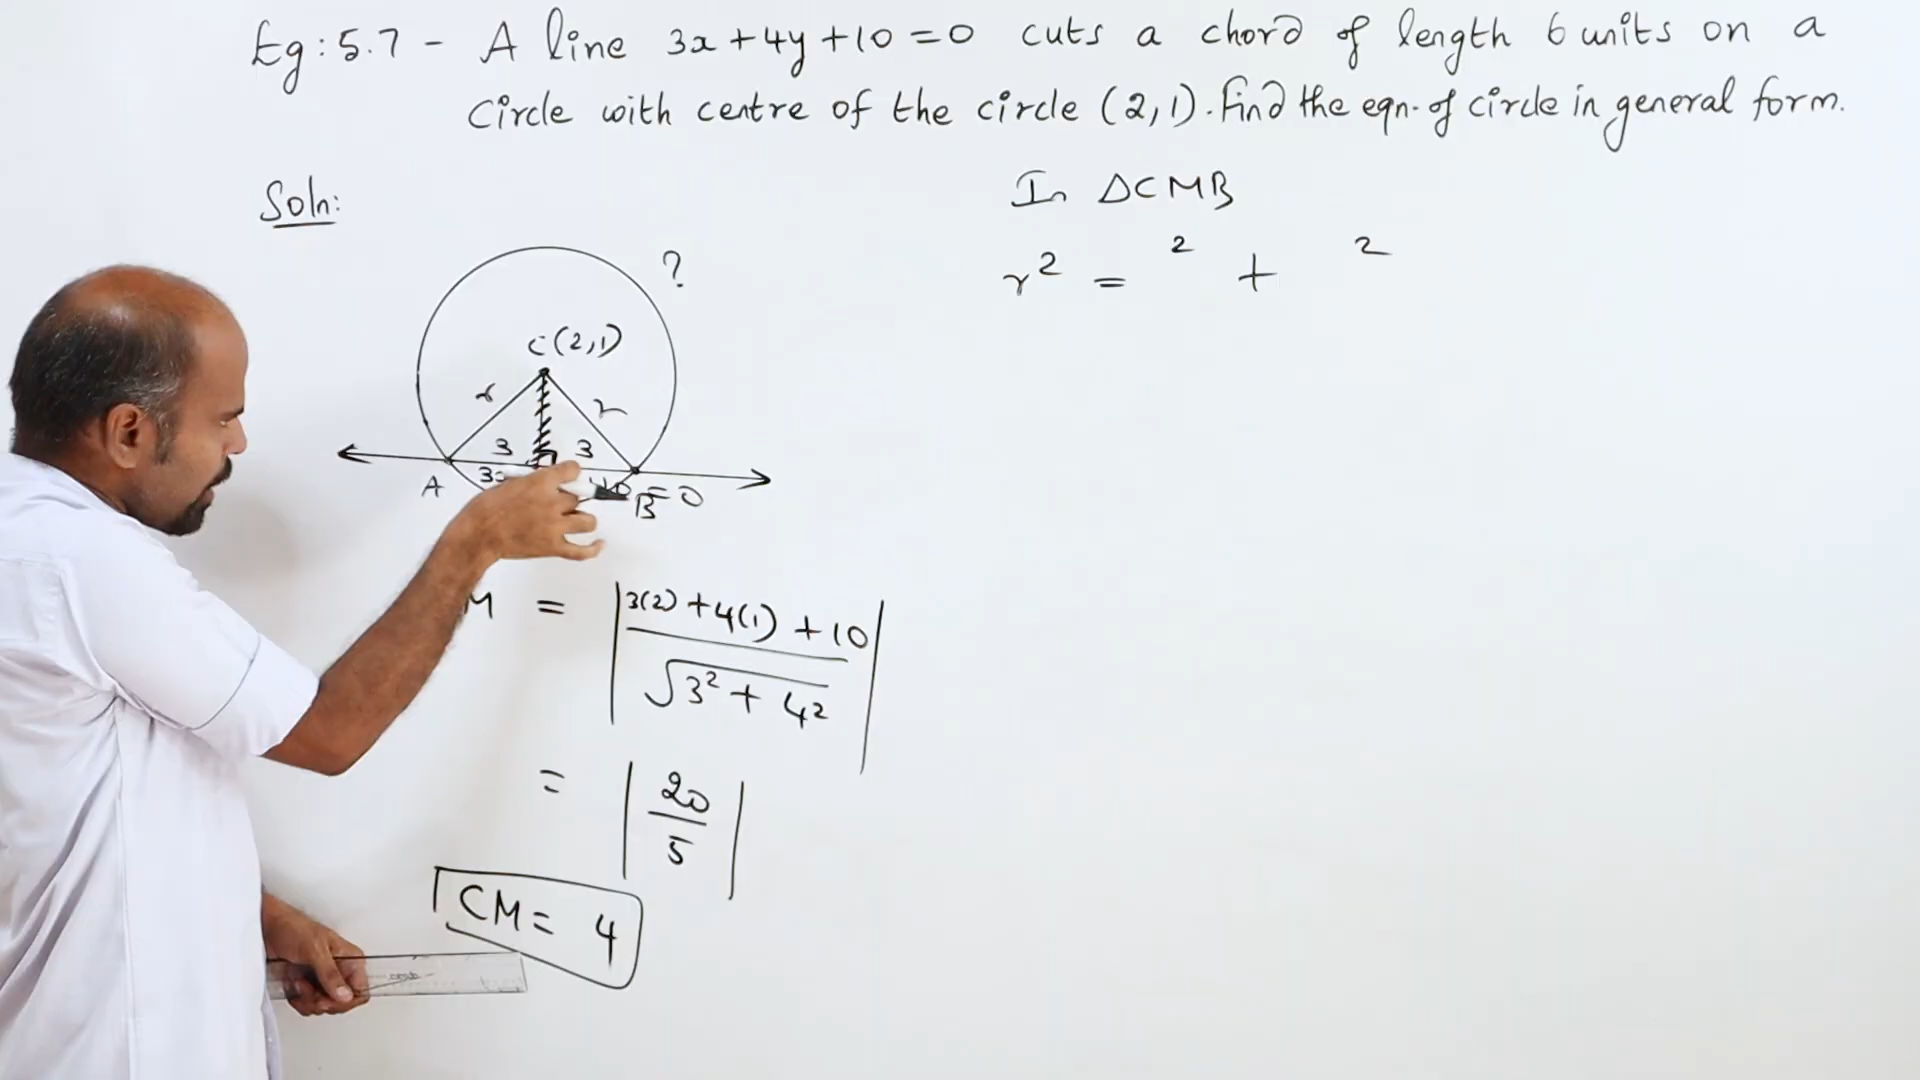 Eg : 5.7 - A line 3x + 4y + 10 = 0 cuts a chord of length 6 units on a
circle with centre of the circle (2,1). Find the eqn. of circle in general form.
Soln:
?
C (2,1)
r r
3 3
A
B
= 0
M = | 3(2) + 4(1) + 10 |
√3² + 4²
= | 20 |
5
CM = 4
In ΔCMB
r² = ² + ²